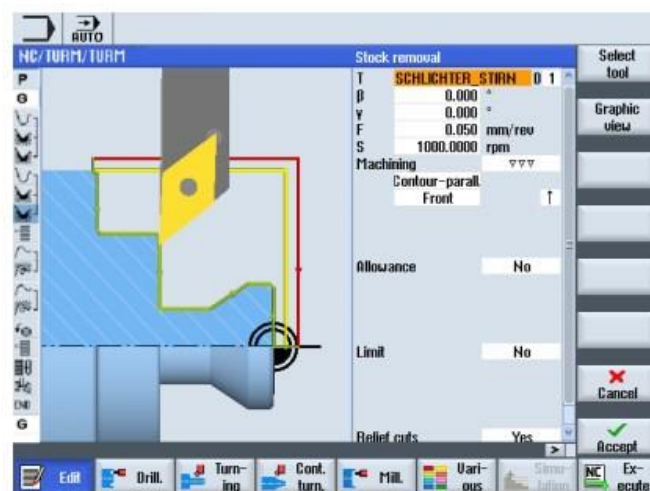 AUTO
NC/TURM/TURM
Stock removal
Select
tool
P
T SCHLICHTER_STIRN D 1
G
β 0.000 °
γ 0.000 °
Graphic
view
F 0.050 mm/rev
S 1000.0000 rpm
Machining ▽▽▽
Contour-parall.
Front ↑
Allowance No
Limit No
END
Cancel
G
Relief cuts Yes
Accept
Edit
Drill.
Turn-
ing
Cont.
turn.
Mill.
Vari-
ous
Simu-
lation
NC Ex-
ecute